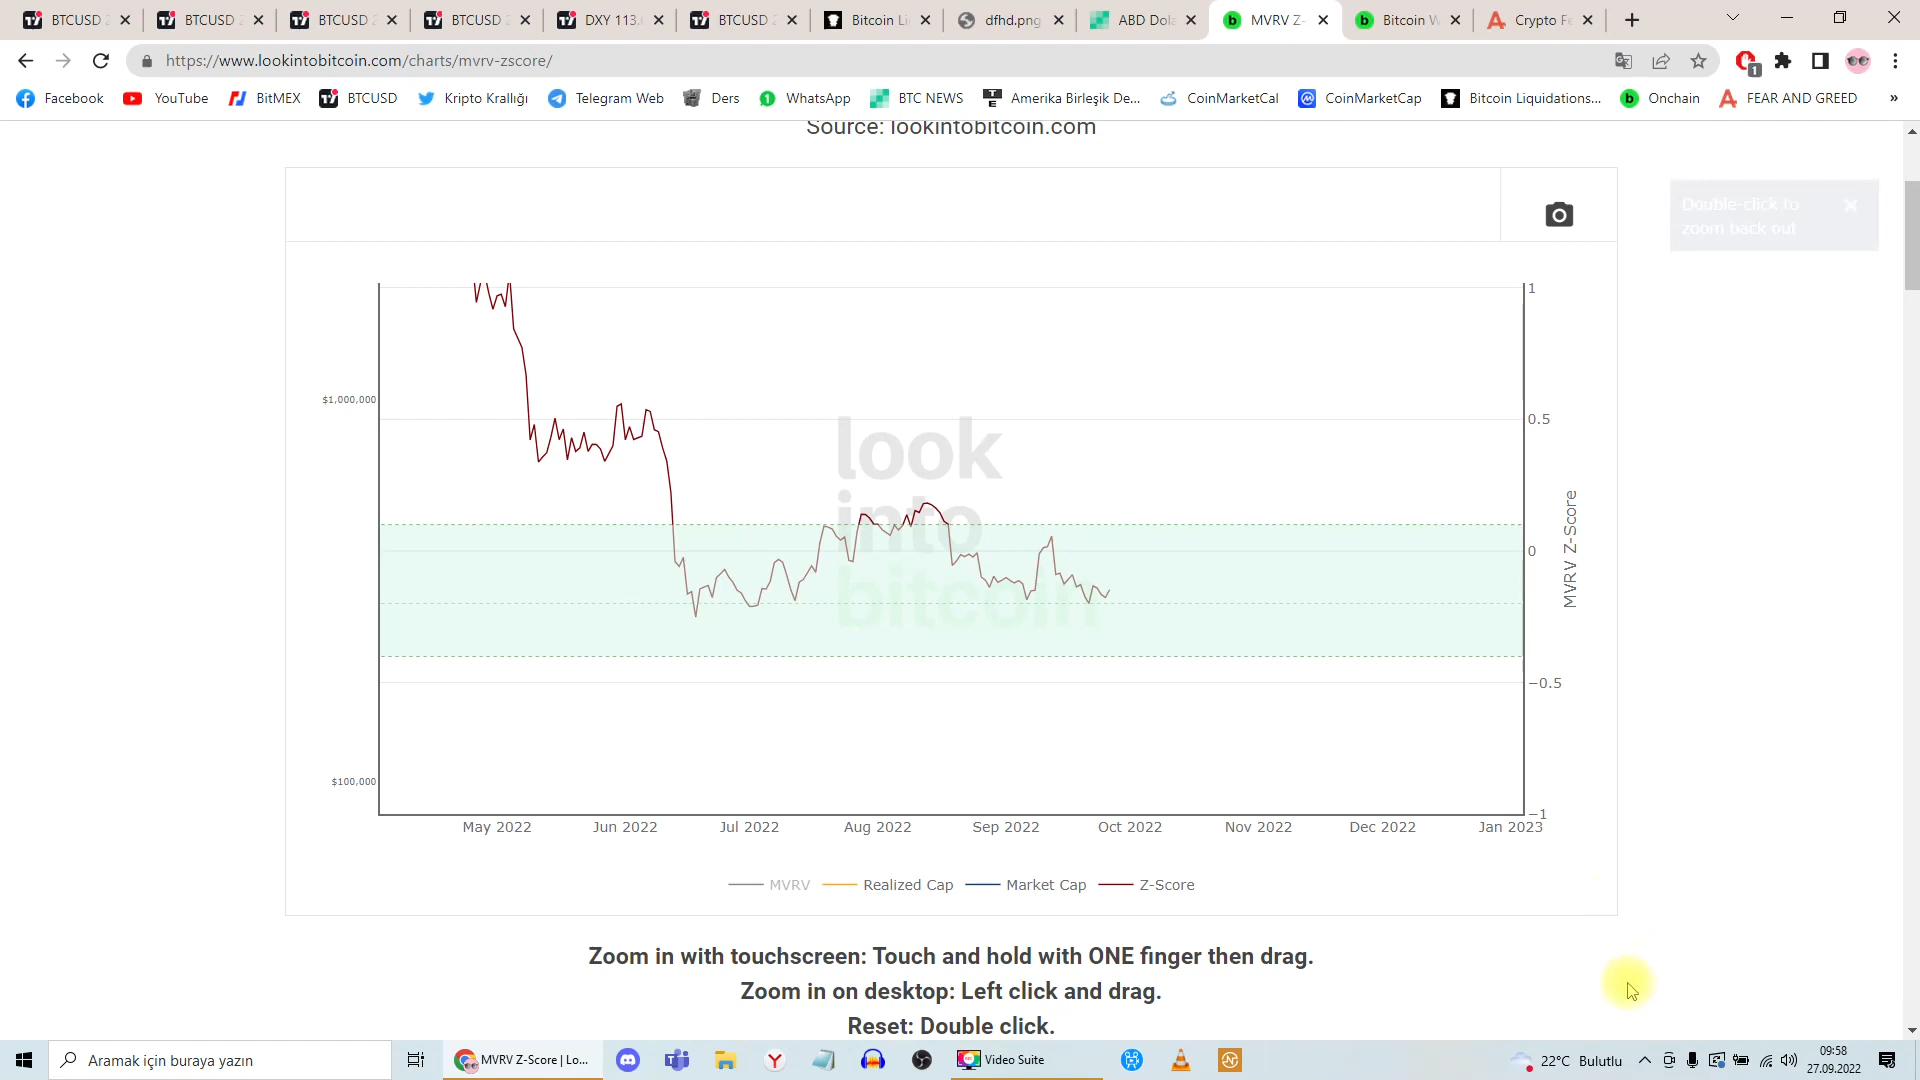 BTCUSD
BTCUSD
BTCUSD
BTCUSD
DXY 113.
BTCUSD
Bitcoin Li
dfhd.png
ABD Dola
MVRV Z-
Bitcoin W
Crypto Fe
https://www.lookintobitcoin.com/charts/mvrv-zscore/
1
Facebook
YouTube
BitMEX
BTCUSD
Kripto Krallığı
Telegram Web
Ders
WhatsApp
BTC NEWS
Amerika Birleşik De...
CoinMarketCal
CoinMarketCap
Bitcoin Liquidations...
Onchain
FEAR AND GREED
»
Source: lookintobitcoin.com
Double-click to
zoom back out
1
$1,000,000
0.5
look
into
bitcoin
0
MVRV Z-Score
−0.5
$100,000
−1
May 2022
Jun 2022
Jul 2022
Aug 2022
Sep 2022
Oct 2022
Nov 2022
Dec 2022
Jan 2023
MVRV
Realized Cap
Market Cap
Z-Score
Zoom in with touchscreen: Touch and hold with ONE finger then drag.
Zoom in on desktop: Left click and drag.
Reset: Double click.
Aramak için buraya yazın
MVRV Z-Score | Lo...
Video Suite
22°C Bulutlu
09:58
27.09.2022